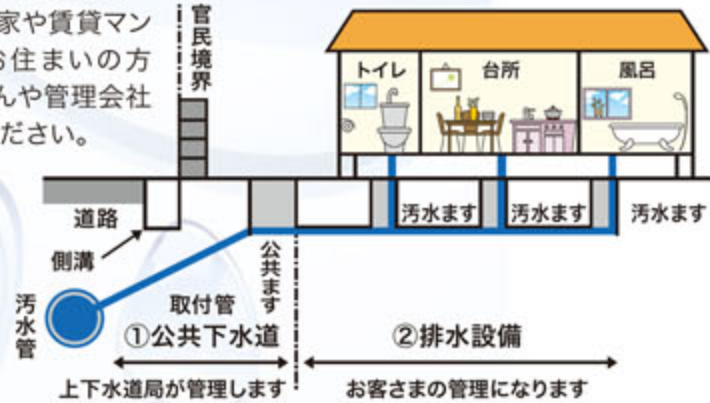 家や賃貸マン
お住まいの方
んや管理会社
ださい。
官民境界
トイレ
台所
風呂
道路
側溝
汚水ます
汚水ます
汚水ます
公共ます
取付管
汚水管
①公共下水道
②排水設備
上下水道局が管理します
お客さまの管理になります